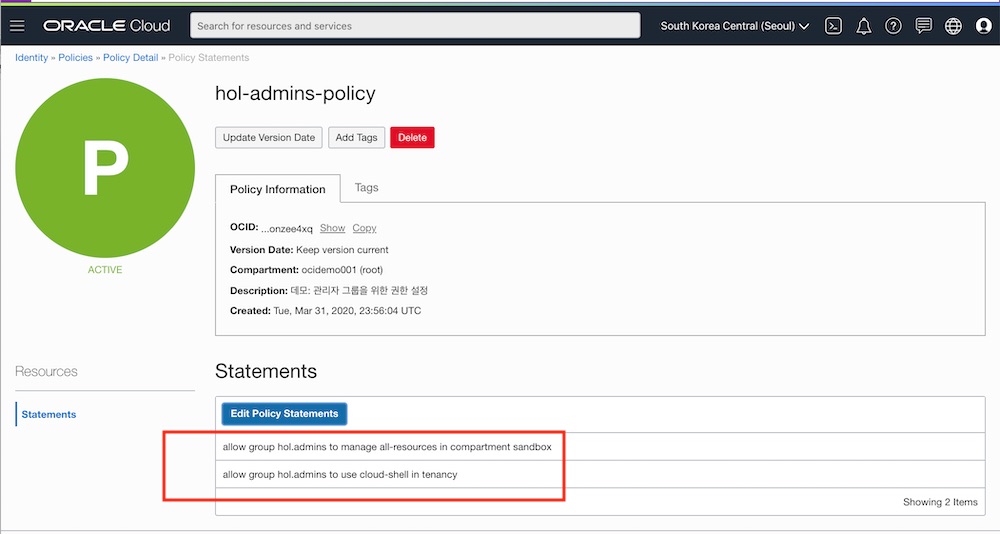 ORACLE Cloud
Search for resources and services
South Korea Central (Seoul)
Identity » Policies » Policy Detail » Policy Statements
P
ACTIVE
hol-admins-policy
Update Version Date
Add Tags
Delete
Policy Information
Tags
OCID: ...onzee4xq Show Copy
Version Date: Keep version current
Compartment: ocidemo001 (root)
Description: 데모: 관리자 그룹을 위한 권한 설정
Created: Tue, Mar 31, 2020, 23:56:04 UTC
Resources
Statements
Statements
Edit Policy Statements
allow group hol.admins to manage all-resources in compartment sandbox
allow group hol.admins to use cloud-shell in tenancy
Showing 2 Items